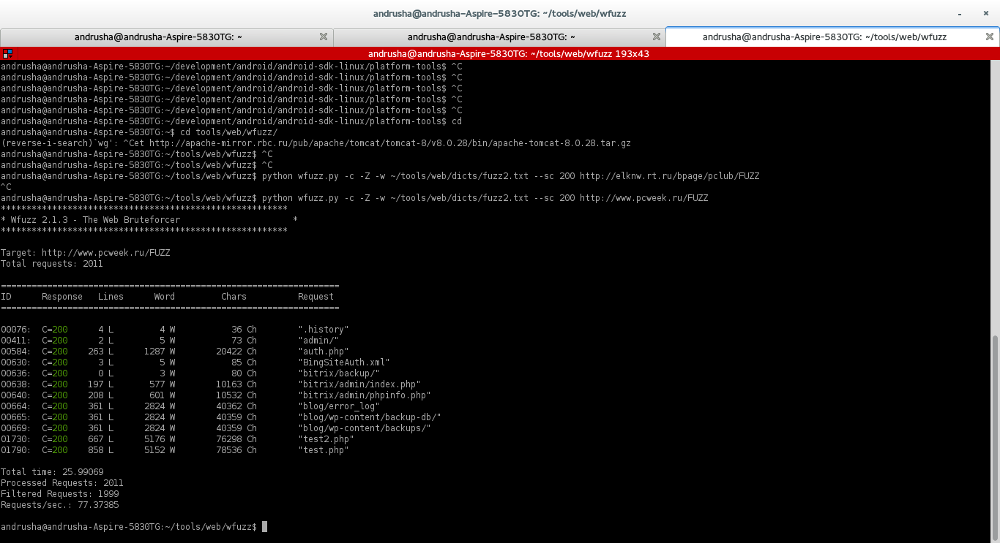 andrusha@andrusha-Aspire-5830TG: ~/tools/web/wfuzz
andrusha@andrusha-Aspire-5830TG: ~
andrusha@andrusha-Aspire-5830TG: ~
andrusha@andrusha-Aspire-5830TG: ~/tools/web/wfuzz
andrusha@andrusha-Aspire-5830TG: ~/tools/web/wfuzz 193x43
andrusha@andrusha-Aspire-5830TG:~/development/android/android-sdk-linux/platform-tools$ ^C
andrusha@andrusha-Aspire-5830TG:~/development/android/android-sdk-linux/platform-tools$ ^C
andrusha@andrusha-Aspire-5830TG:~/development/android/android-sdk-linux/platform-tools$ ^C
andrusha@andrusha-Aspire-5830TG:~/development/android/android-sdk-linux/platform-tools$ ^C
andrusha@andrusha-Aspire-5830TG:~/development/android/android-sdk-linux/platform-tools$ ^C
andrusha@andrusha-Aspire-5830TG:~/development/android/android-sdk-linux/platform-tools$ cd
andrusha@andrusha-Aspire-5830TG:~$ cd tools/web/wfuzz/
(reverse-i-search)`wg': ^Cet http://apache-mirror.rbc.ru/pub/apache/tomcat/tomcat-8/v8.0.28/bin/apache-tomcat-8.0.28.tar.gz
andrusha@andrusha-Aspire-5830TG:~/tools/web/wfuzz$ ^C
andrusha@andrusha-Aspire-5830TG:~/tools/web/wfuzz$ ^C
andrusha@andrusha-Aspire-5830TG:~/tools/web/wfuzz$ python wfuzz.py -c -Z -w ~/tools/web/dicts/fuzz2.txt --sc 200 http://elknw.rt.ru/bpage/pclub/FUZZ
^C
andrusha@andrusha-Aspire-5830TG:~/tools/web/wfuzz$ python wfuzz.py -c -Z -w ~/tools/web/dicts/fuzz2.txt --sc 200 http://www.pcweek.ru/FUZZ
********************************************************
* Wfuzz 2.1.3 - The Web Bruteforcer                      *
********************************************************
Target: http://www.pcweek.ru/FUZZ
Total requests: 2011
==================================================================
ID      Response   Lines      Word         Chars          Request
==================================================================
00076:  C=200      4 L        4 W           36 Ch        ".history"
00411:  C=200      2 L        5 W           73 Ch        "admin/"
00584:  C=200    263 L     1287 W        20422 Ch        "auth.php"
00630:  C=200      3 L        5 W           85 Ch        "BingSiteAuth.xml"
00636:  C=200      0 L        3 W           80 Ch        "bitrix/backup/"
00638:  C=200    197 L      577 W        10163 Ch        "bitrix/admin/index.php"
00640:  C=200    208 L      601 W        10532 Ch        "bitrix/admin/phpinfo.php"
00664:  C=200    361 L     2824 W        40362 Ch        "blog/error_log"
00665:  C=200    361 L     2824 W        40359 Ch        "blog/wp-content/backup-db/"
00669:  C=200    361 L     2824 W        40359 Ch        "blog/wp-content/backups/"
01730:  C=200    667 L     5176 W        76298 Ch        "test2.php"
01790:  C=200    858 L     5152 W        78536 Ch        "test.php"
Total time: 25.99069
Processed Requests: 2011
Filtered Requests: 1999
Requests/sec.: 77.37385
andrusha@andrusha-Aspire-5830TG:~/tools/web/wfuzz$